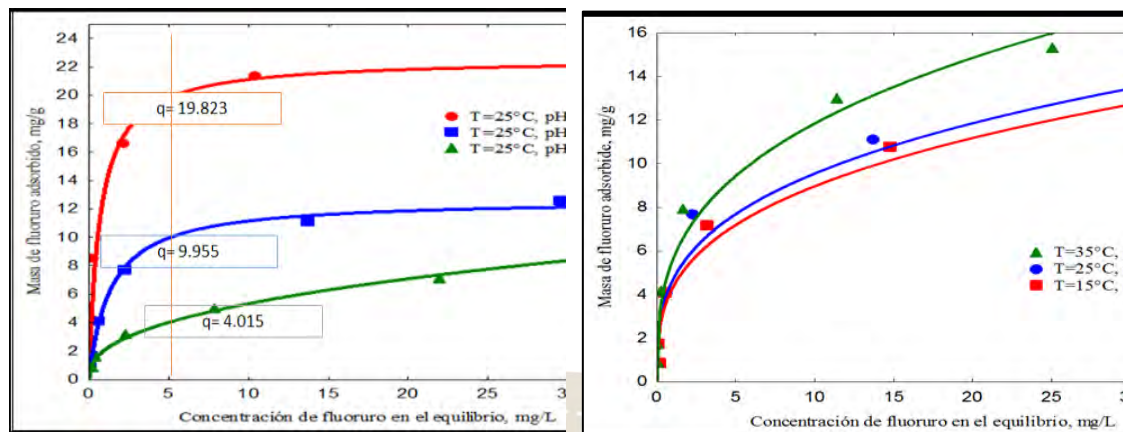 Masa de fluoruro adsorbido, mg/g
24
22
20
18
16
14
12
10
8
6
4
2
0
q= 19.823
q= 9.955
q= 4.015
T=25°C, pH
T=25°C, pH
T=25°C, pH
0 5 10 15 20 25 3
Concentración de fluoruro en el equilibrio, mg/L
Masa de fluoruro adsorbide, mg/g
16
14
12
10
8
6
4
2
0
T=35°C,
T=25°C,
T=15°C,
0 5 10 15 20 25 3
Concentración de fluoruro en el equilibrio, mg/L